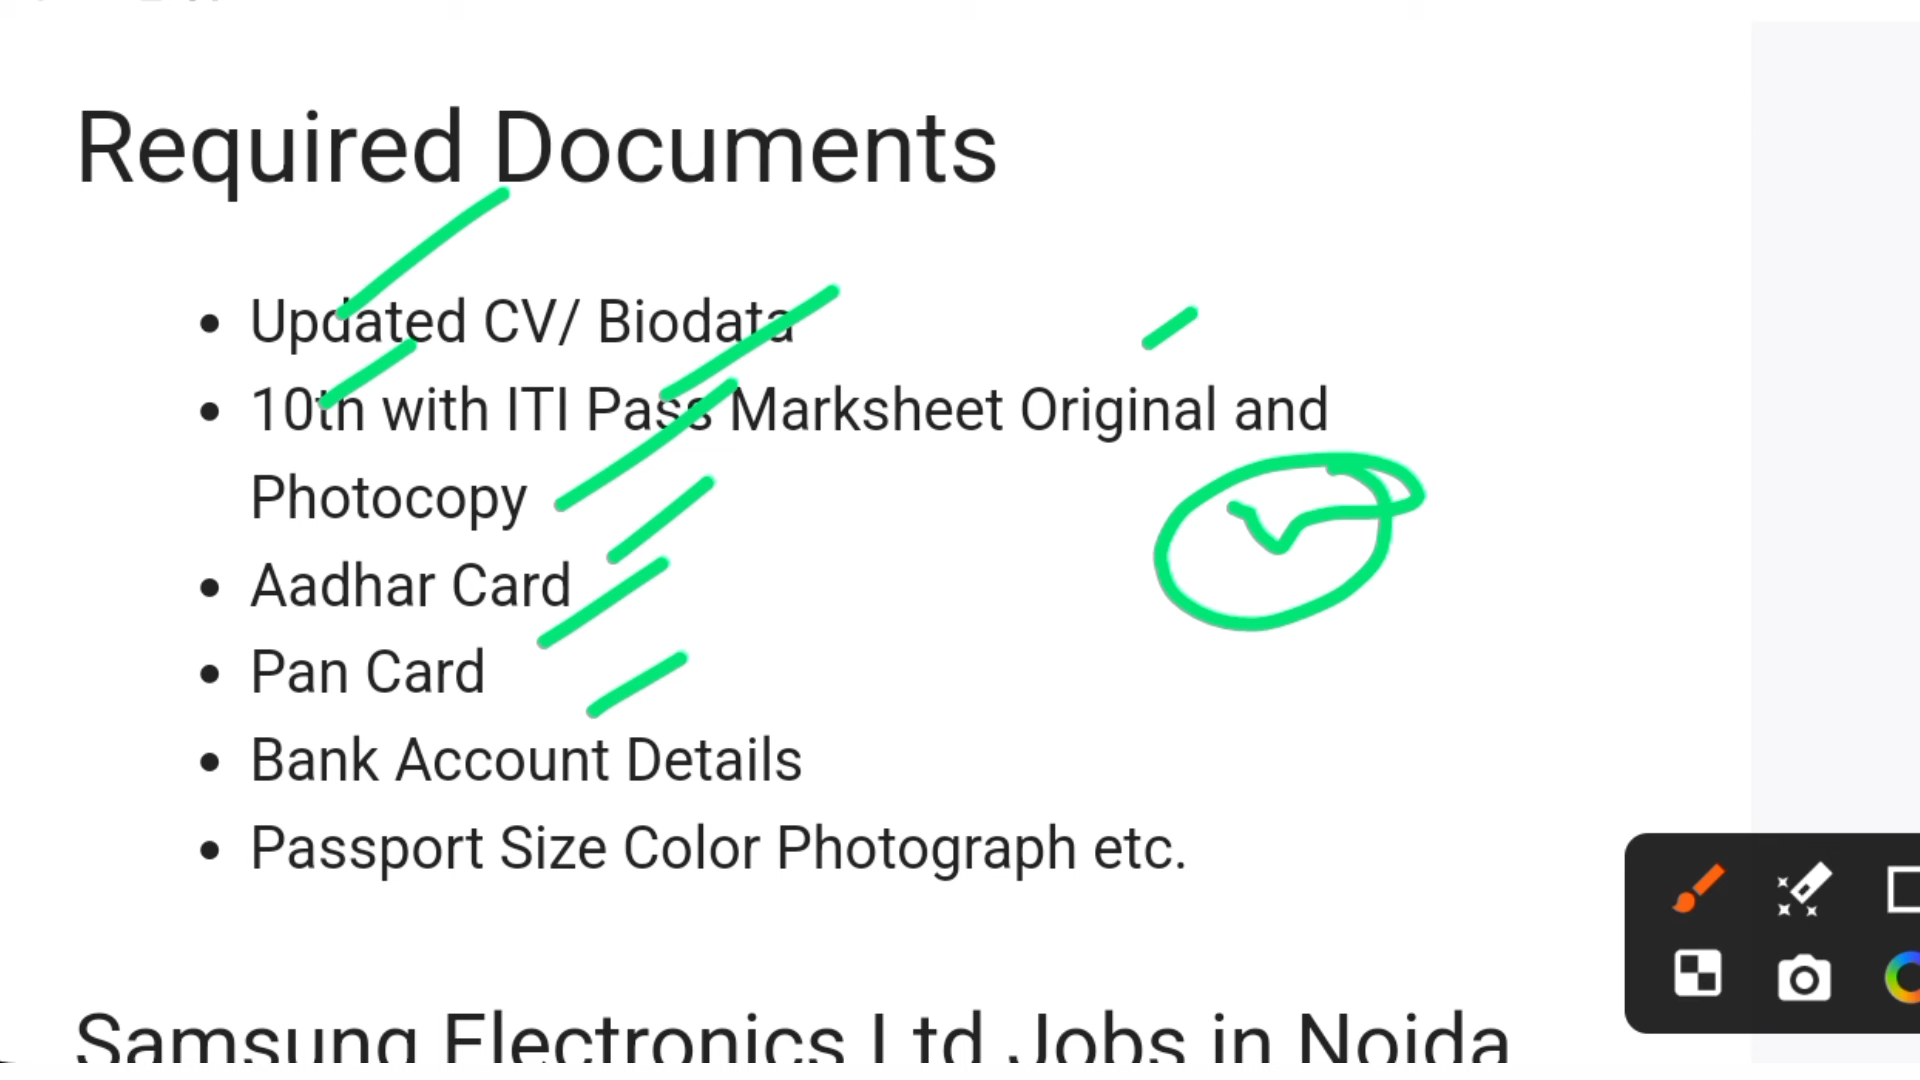 Required Documents
• Updated CV/ Biodata
• 10th with ITI Pass Marksheet Original and
Photocopy
• Aadhar Card
• Pan Card
• Bank Account Details
• Passport Size Color Photograph etc.
Samsung Electronics Ltd Jobs in Noida